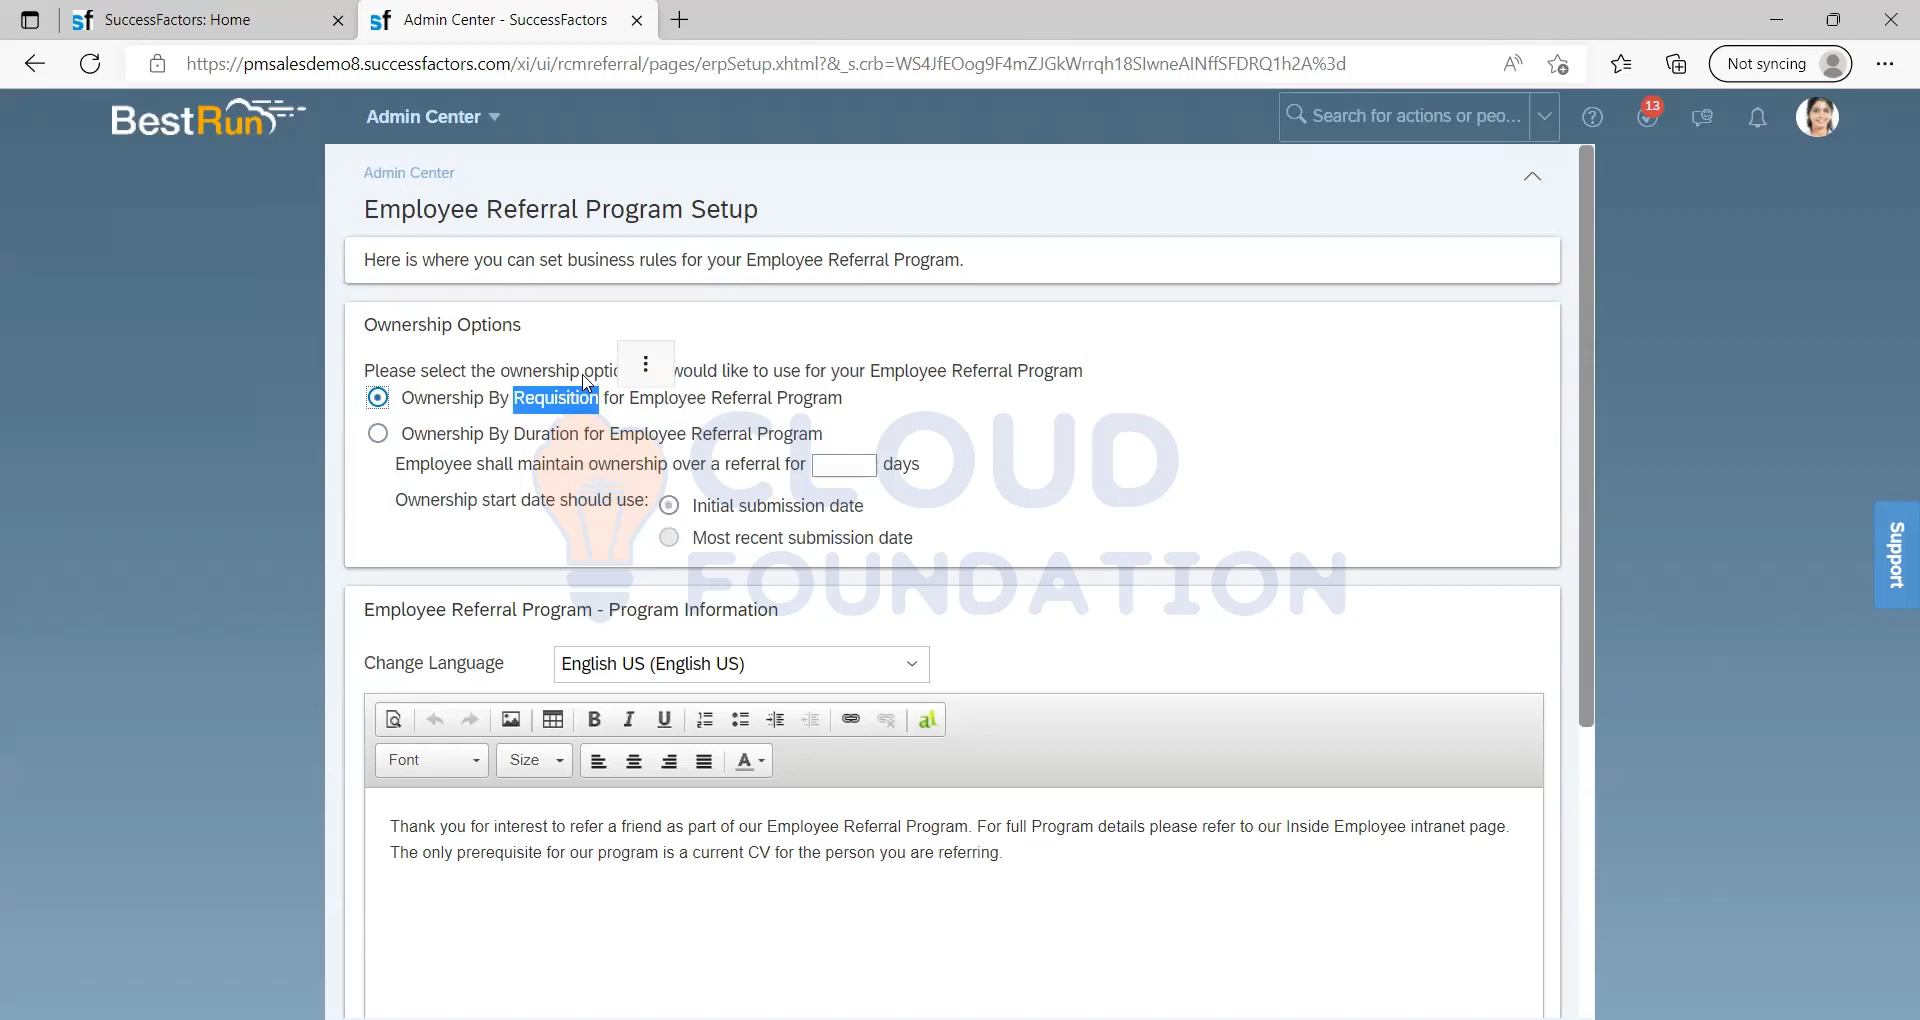 SuccessFactors: Home
Admin Center - SuccessFactors
https://pmsalesdemo8.successfactors.com/xi/ui/rcmreferral/pages/erpSetup.xhtml?&_s.crb=WS4JfEOog9F4mZJGkWrrqh18SlwneAlNffSFDRQ1h2A%3d
Not syncing
BestRun
Admin Center
Search for actions or peo...
13
Admin Center
Employee Referral Program Setup
Here is where you can set business rules for your Employee Referral Program.
Ownership Options
Please select the ownership would like to use for your Employee Referral Program
Ownership By Requisition for Employee Referral Program
Ownership By Duration for Employee Referral Program
Employee shall maintain ownership over a referral for days
Ownership start date should use:
Initial submission date
Most recent submission date
CLOUD
FOUNDATION
Support
Employee Referral Program - Program Information
Change Language
English US (English US)
B I U
Font
Size
A
Thank you for interest to refer a friend as part of our Employee Referral Program. For full Program details please refer to our Inside Employee intranet page.
The only prerequisite for our program is a current CV for the person you are referring.